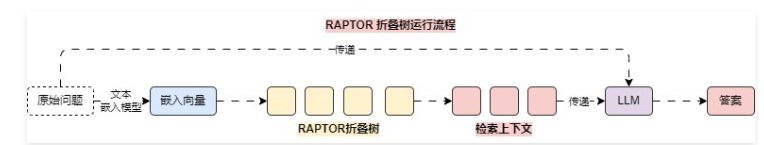 RAPTOR 折叠树运行流程
传递
原始问题
文本
嵌入模型
嵌入向量
RAPTOR折叠树
检索上下文
传递
LLM
答案